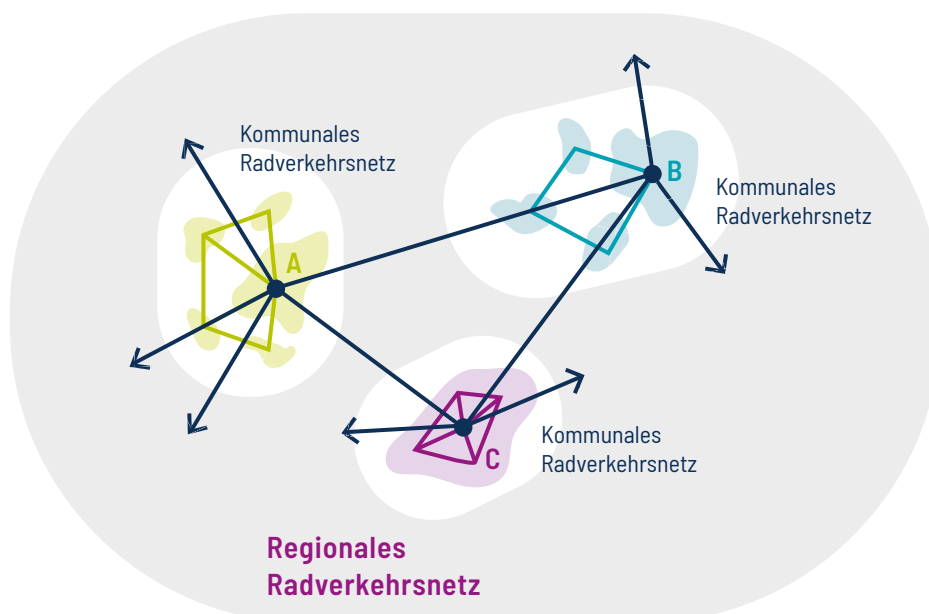 Kommunales
Radverkehrsnetz
A
B
Kommunales
Radverkehrsnetz
C
Kommunales
Radverkehrsnetz
Regionales
Radverkehrsnetz